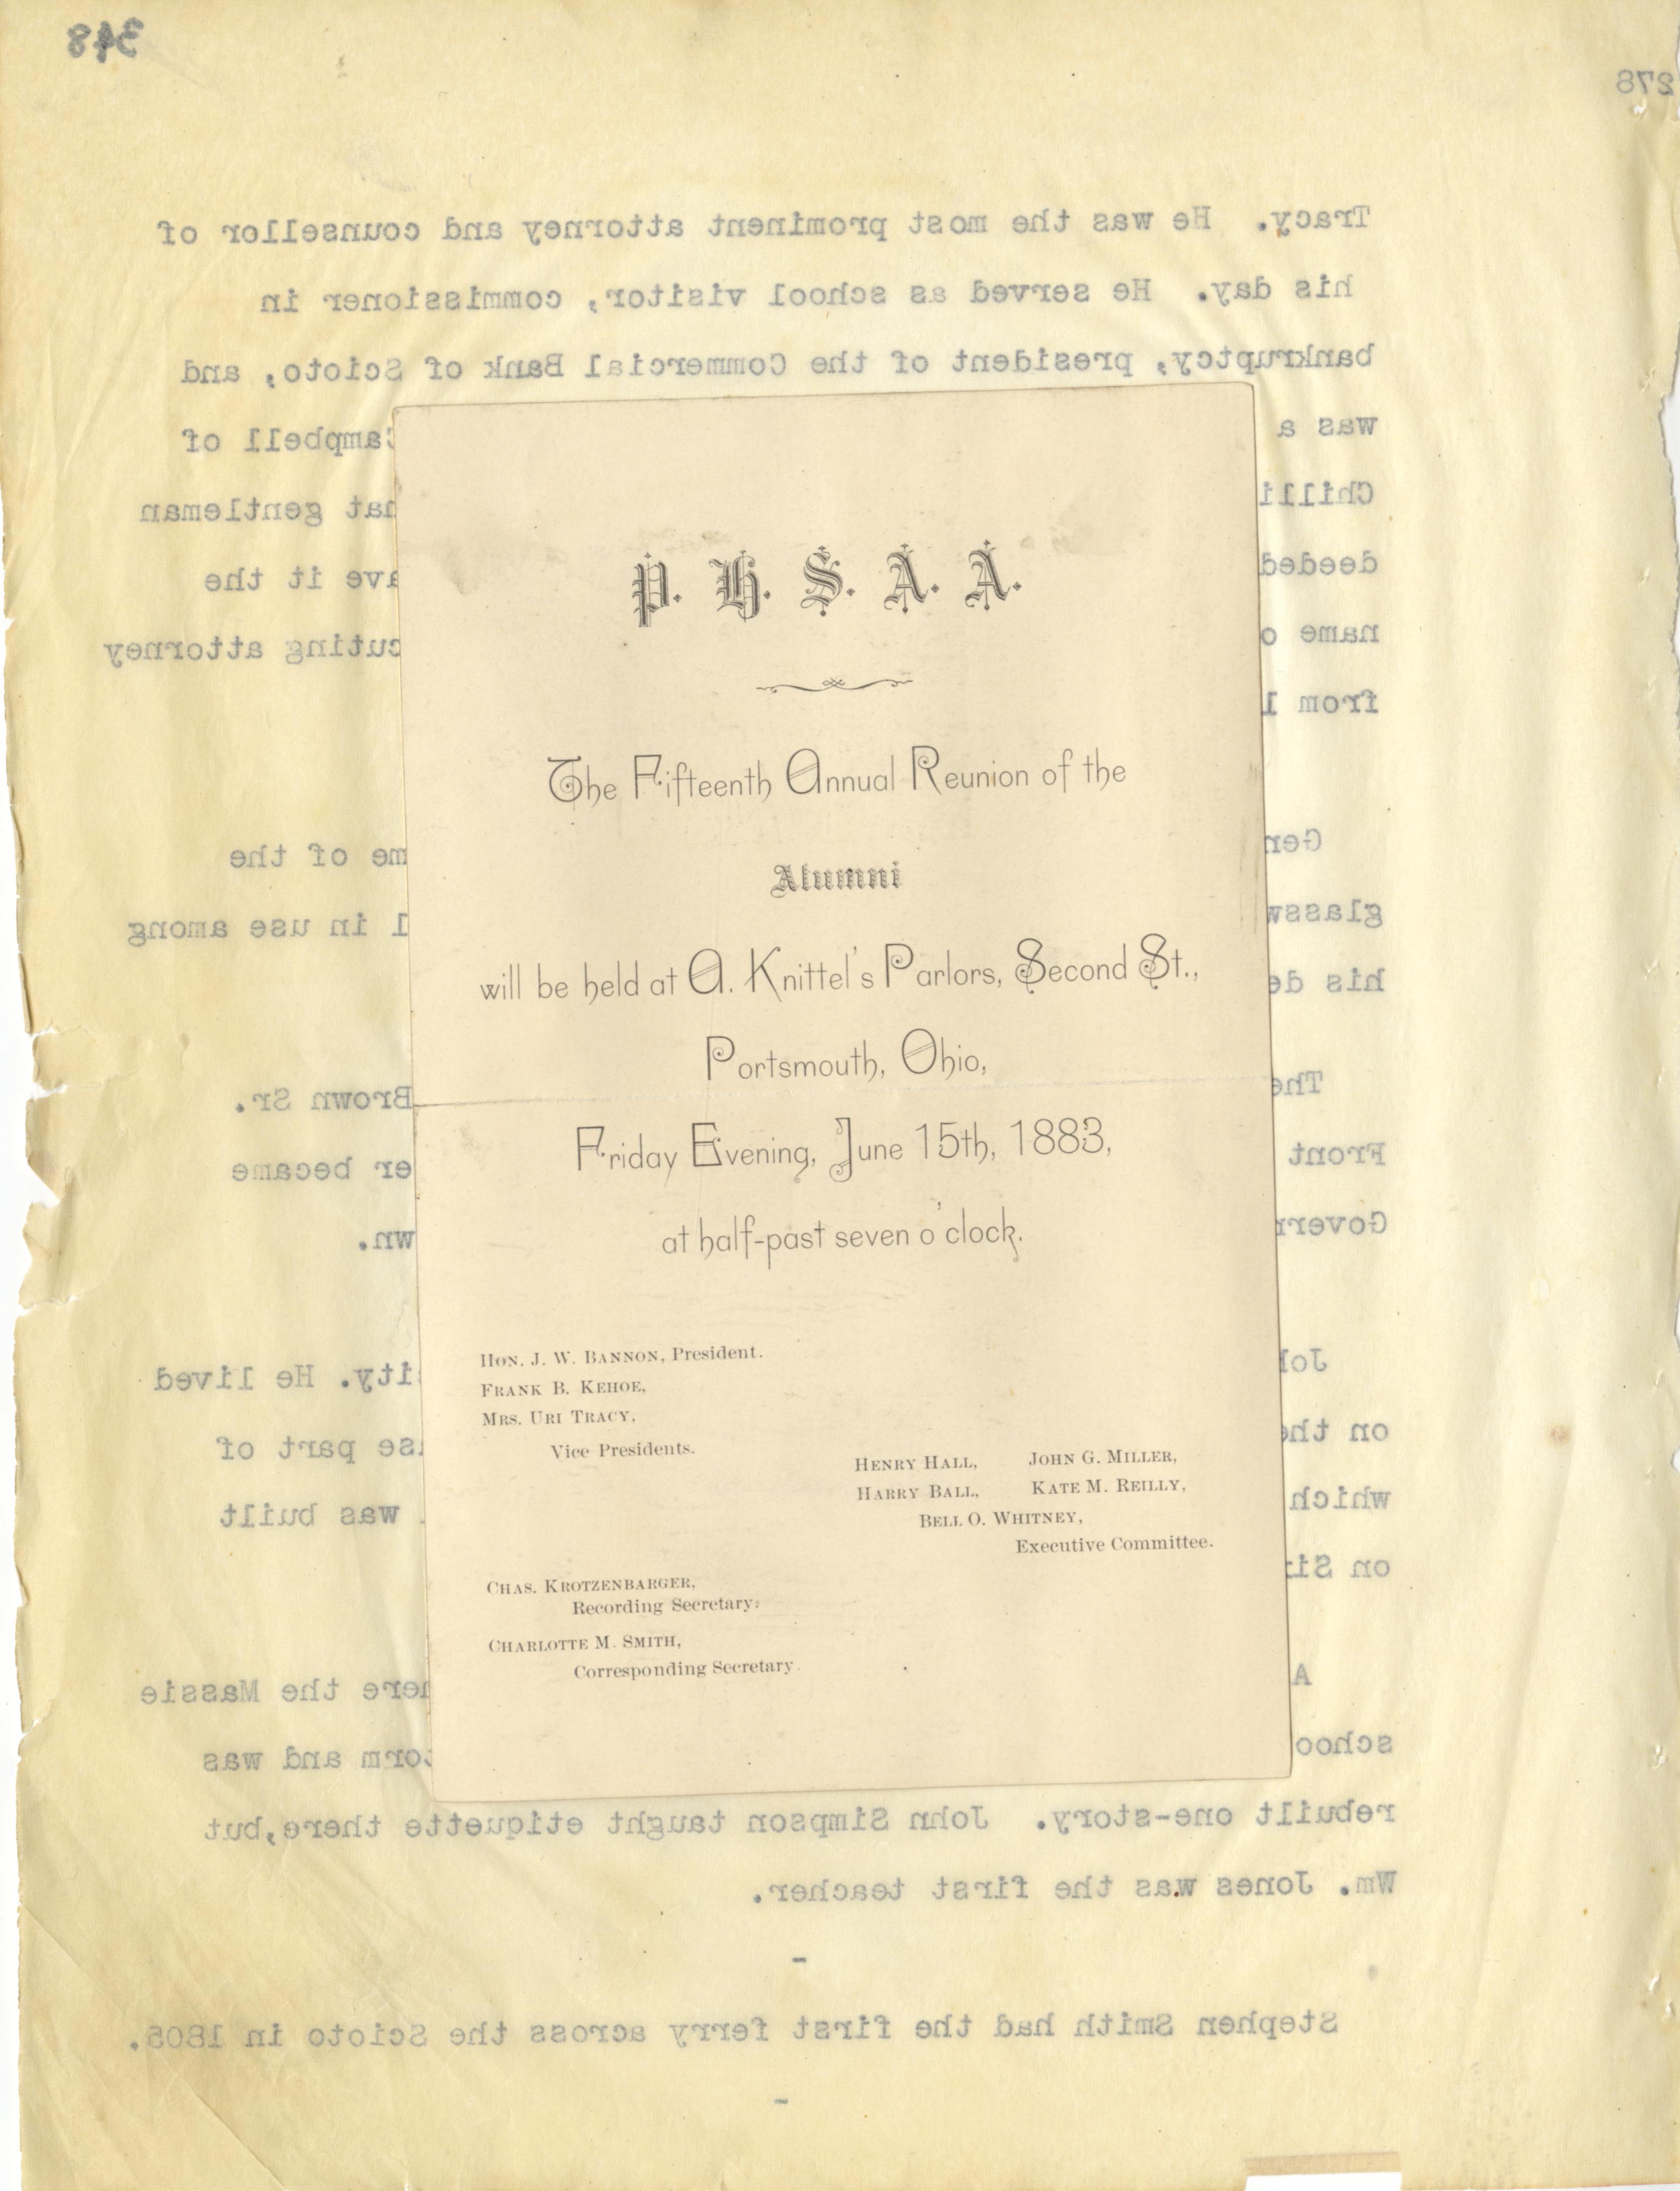 348
278
Tracy. He was the most prominent attorney and counsellor of
his day. He served as school visitor, commissioner in
bankruptcy, president of the Commercial Bank of Scioto, and
was a
Campbell of
Chilli
hat gentleman
deeded
ave it the
name o
cuting attorney
from 1
Gen
me of the
glassw
l in use among
his de
The
Brown Sr.
Front
er became
Govern
wn.
Joh
ity. He lived
on the
se part of
which
was built
on Si
A
here the Massie
schoo
torm and was
rebuilt one-story. John Simpson taught etiquette there, but
Wm. Jones was the first teacher.
-
Stephen Smith had the first ferry across the Scioto in 1805.
-
P. H. S. A. A.
The Fifteenth Annual Reunion of the
Alumni
will be held at A. Knittel's Parlors, Second St.,
Portsmouth, Ohio,
Friday Evening, June 15th, 1883,
at half-past seven o'clock.
HON. J. W. BANNON, President.
FRANK B. KEHOE,
MRS. URI TRACY,
Vice Presidents.
HENRY HALL, JOHN G. MILLER,
HARRY BALL, KATE M. REILLY,
BELL O. WHITNEY,
Executive Committee.
CHAS. KROTZENBARGER,
Recording Secretary.
CHARLOTTE M. SMITH,
Corresponding Secretary.